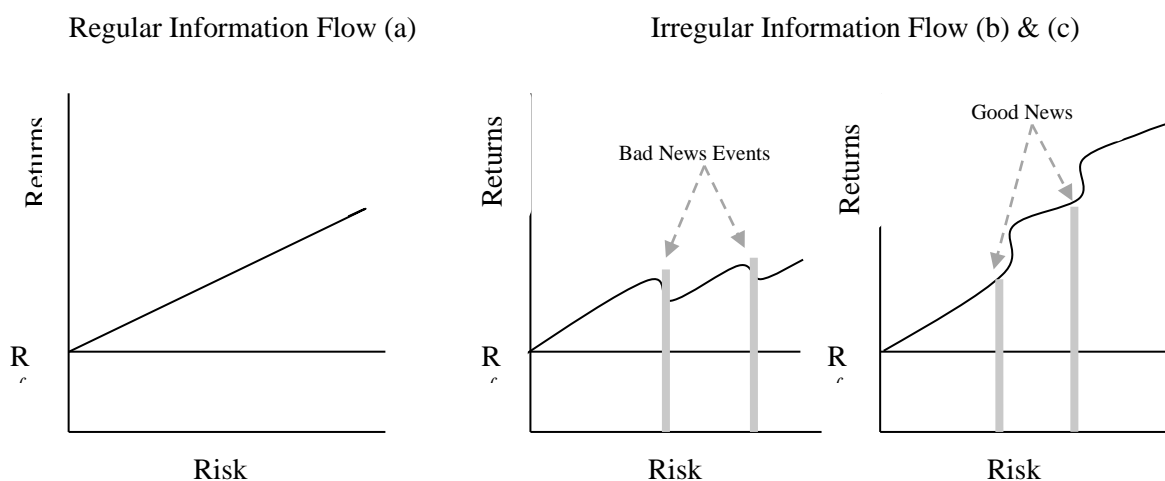 Regular Information Flow (a)
Irregular Information Flow (b) & (c)
Returns
R
f
Risk
Returns
Bad News Events
R
f
Risk
Returns
Good News
R
f
Risk